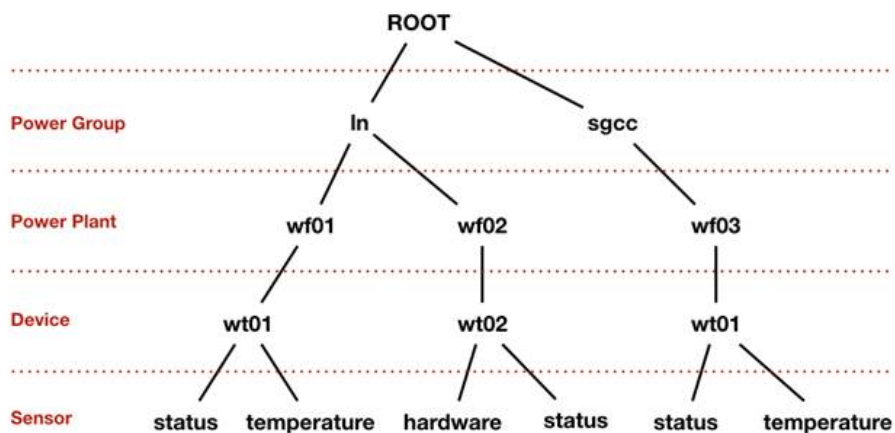 ROOT
Power Group
ln
sgcc
Power Plant
wf01
wf02
wf03
Device
wt01
wt02
wt01
Sensor
status
temperature
hardware
status
status
temperature